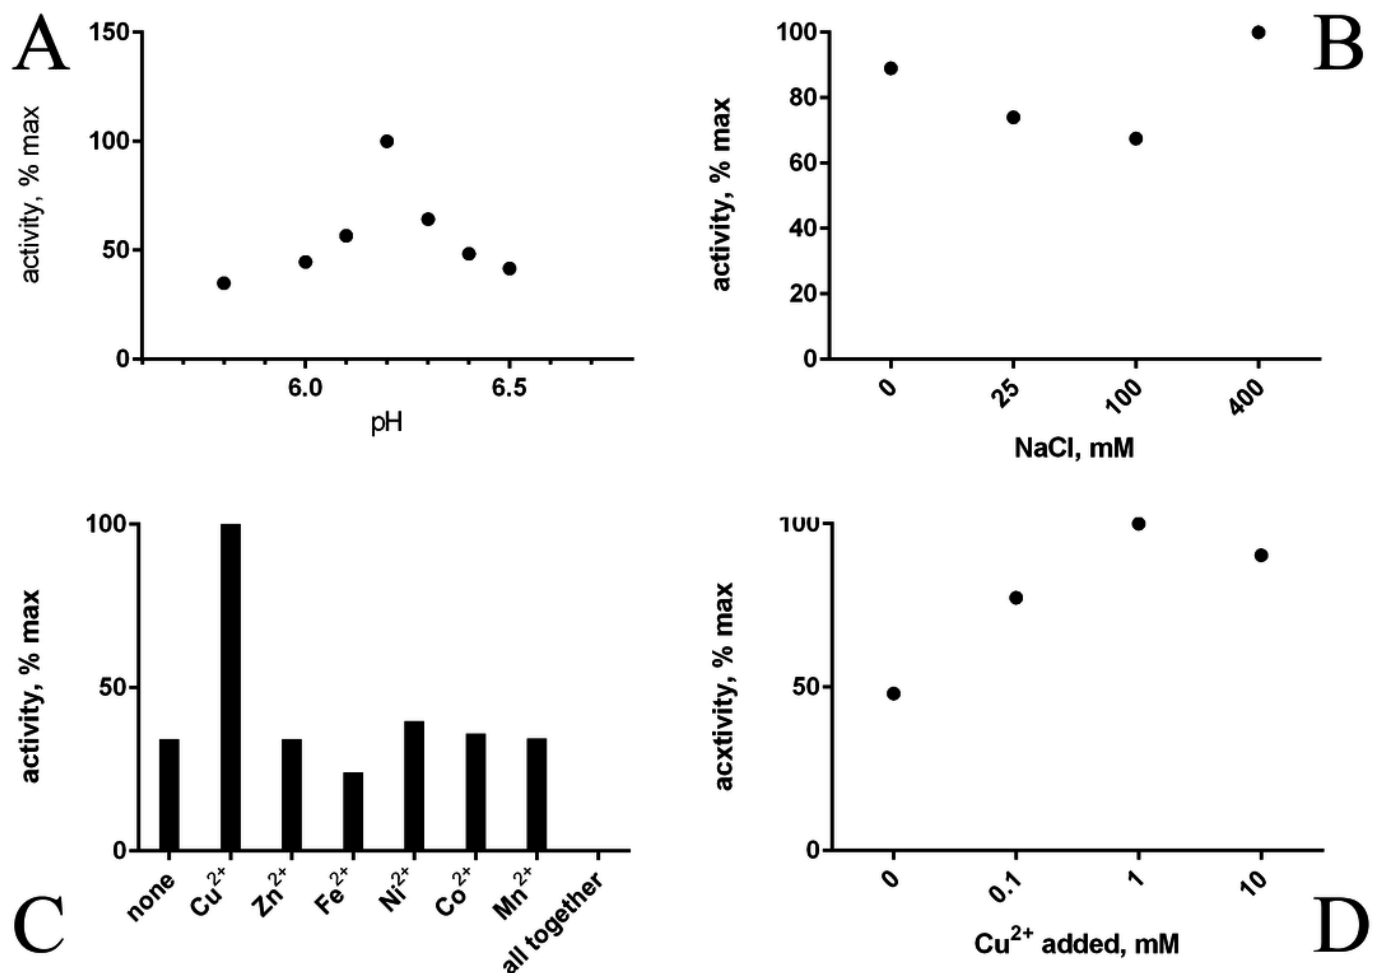 A
150
100
50
0
activity, % max
6.0
6.5
pH
B
100
80
60
40
20
0
activity, % max
0
25
100
400
NaCl, mM
C
100
50
0
activity, % max
none
Cu²⁺
Zn²⁺
Fe²⁺
Ni²⁺
Co²⁺
Mn²⁺
all together
D
100
50
0
acxtivity, % max
0
0.1
1
10
Cu²⁺ added, mM